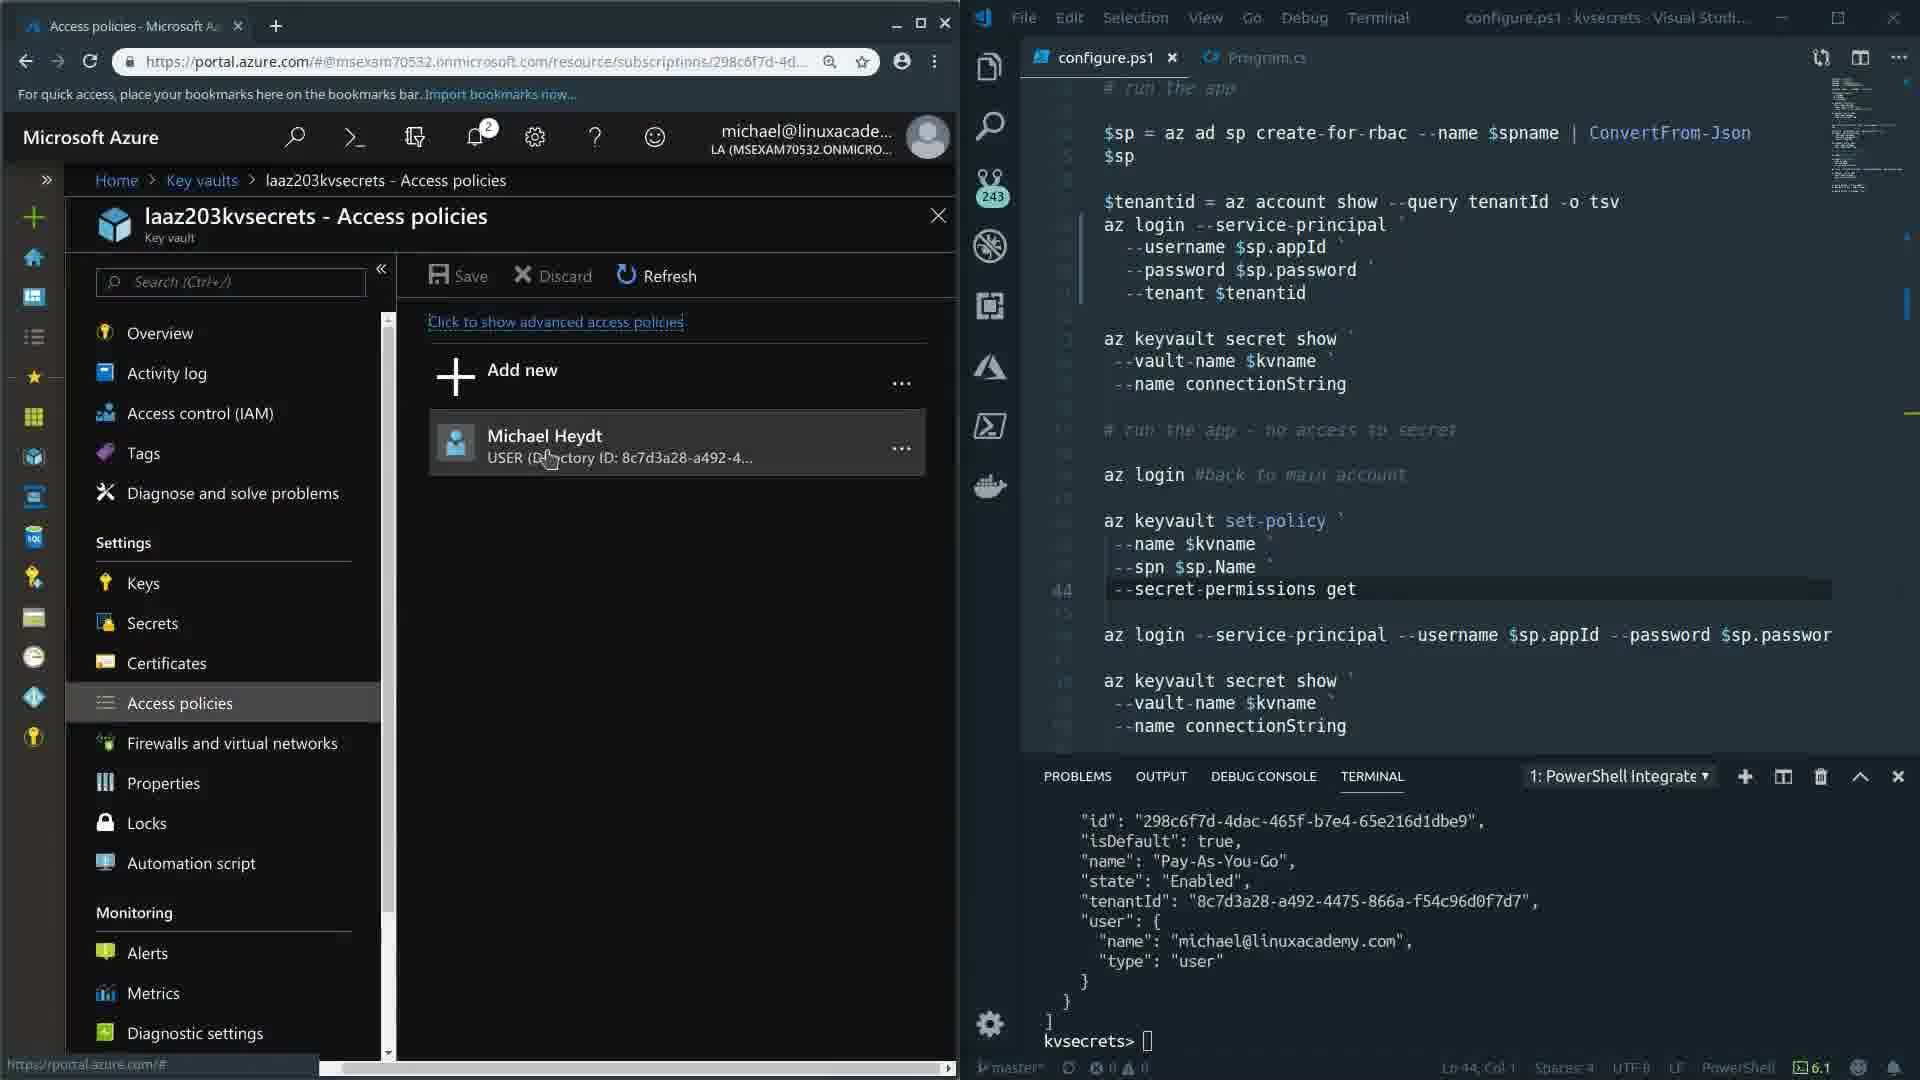 Access policies - Microsoft Az
https://portal.azure.com/#@msexam70532.onmicrosoft.com/resource/subscriptions/298c6f7d-4d...
For quick access, place your bookmarks here on the bookmarks bar. Import bookmarks now...
Microsoft Azure
2
michael@linuxacade...
LA (MSEXAM70532.ONMICRO...
Home > Key vaults > laaz203kvsecrets - Access policies
laaz203kvsecrets - Access policies
Key vault
Search (Ctrl+/)
Overview
Activity log
Access control (IAM)
Tags
Diagnose and solve problems
Settings
Keys
Secrets
Certificates
Access policies
Firewalls and virtual networks
Properties
Locks
Automation script
Monitoring
Alerts
Metrics
Diagnostic settings
https://portal.azure.com/#
Save Discard Refresh
Click to show advanced access policies
Add new
...
Michael Heydt
USER (Directory ID: 8c7d3a28-a492-4...
...
File Edit Selection View Go Debug Terminal configure.ps1 - kvsecrets - Visual Studi...
configure.ps1 Program.cs
243
# run the app
$sp = az ad sp create-for-rbac --name $spname | ConvertFrom-Json
$sp
$tenantid = az account show --query tenantId -o tsv
az login --service-principal `
--username $sp.appId `
--password $sp.password `
--tenant $tenantid
az keyvault secret show `
--vault-name $kvname `
--name connectionString
# run the app - no access to secret
az login #back to main account
az keyvault set-policy `
--name $kvname `
--spn $sp.Name `
44 --secret-permissions get
az login --service-principal --username $sp.appId --password $sp.passwor
az keyvault secret show `
--vault-name $kvname `
--name connectionString
PROBLEMS OUTPUT DEBUG CONSOLE TERMINAL 1: PowerShell Integrate
"id": "298c6f7d-4dac-465f-b7e4-65e216d1dbe9",
"isDefault": true,
"name": "Pay-As-You-Go",
"state": "Enabled",
"tenantId": "8c7d3a28-a492-4475-866a-f54c96d0f7d7",
"user": {
"name": "michael@linuxacademy.com",
"type": "user"
}
}
]
kvsecrets>
master* 0 0 Ln 44, Col 1 Spaces: 4 UTF-8 LF PowerShell 6.1